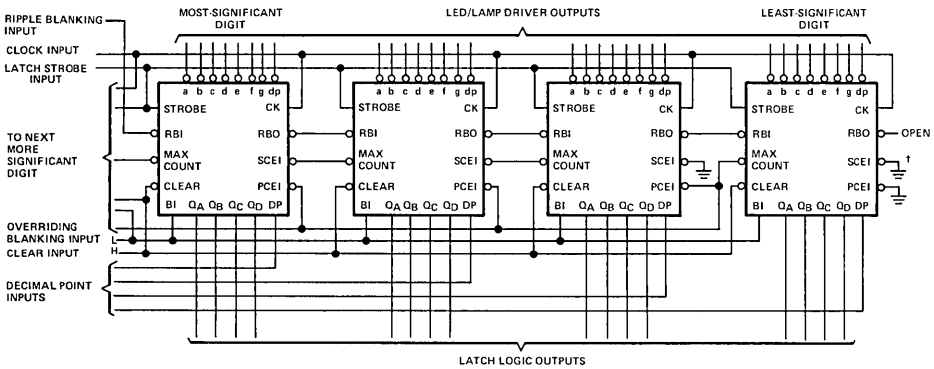 MOST-SIGNIFICANT
DIGIT
LED/LAMP DRIVER OUTPUTS
LEAST-SIGNIFICANT
DIGIT
RIPPLE BLANKING
INPUT
CLOCK INPUT
LATCH STROBE
INPUT
TO NEXT
MORE
SIGNIFICANT
DIGIT
OVERRIDING
BLANKING INPUT
L
H
CLEAR INPUT
DECIMAL POINT
INPUTS
a b c d e f g dp
STROBE CK
RBI RBO
MAX
COUNT SCEI
CLEAR PCEI
BI QA QB QC QD DP
a b c d e f g dp
STROBE CK
RBI RBO
MAX
COUNT SCEI
CLEAR PCEI
BI QA QB QC QD DP
a b c d e f g dp
STROBE CK
RBI RBO
MAX
COUNT SCEI
CLEAR PCEI
BI QA QB QC QD DP
a b c d e f g dp
STROBE CK
RBI RBO
MAX
COUNT SCEI
CLEAR PCEI
BI QA QB QC QD DP
OPEN
†
LATCH LOGIC OUTPUTS